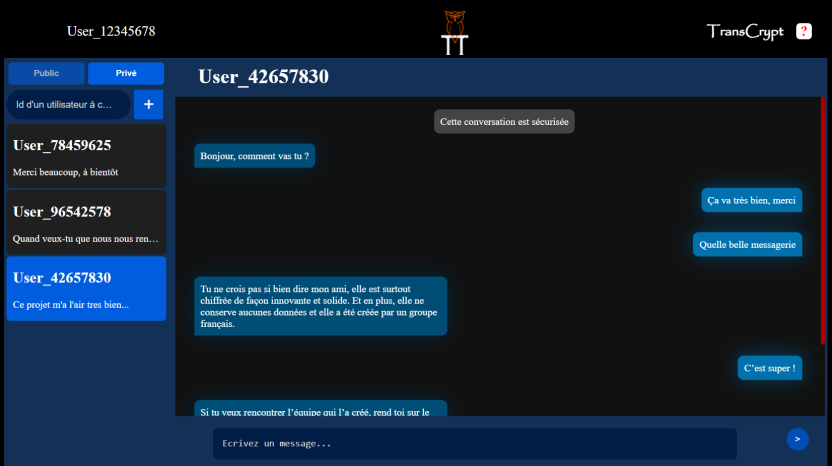 User_12345678
TT
TransCrypt ?
Public Privé
User_42657830
Id d'un utilisateur à c... +
Cette conversation est sécurisée
User_78459625
Merci beaucoup, à bientôt
Bonjour, comment vas tu ?
Ça va très bien, merci
User_96542578
Quand veux-tu que nous nous ren...
Quelle belle messagerie
User_42657830
Ce projet m'a l'air tres bien...
Tu ne crois pas si bien dire mon ami, elle est surtout
chiffrée de façon innovante et solide. Et en plus, elle ne
conserve aucunes données et elle a été créée par un groupe
français.
C'est super !
Si tu veux rencontrer l'équipe qui l'a créé, rend toi sur le
Ecrivez un message...
>